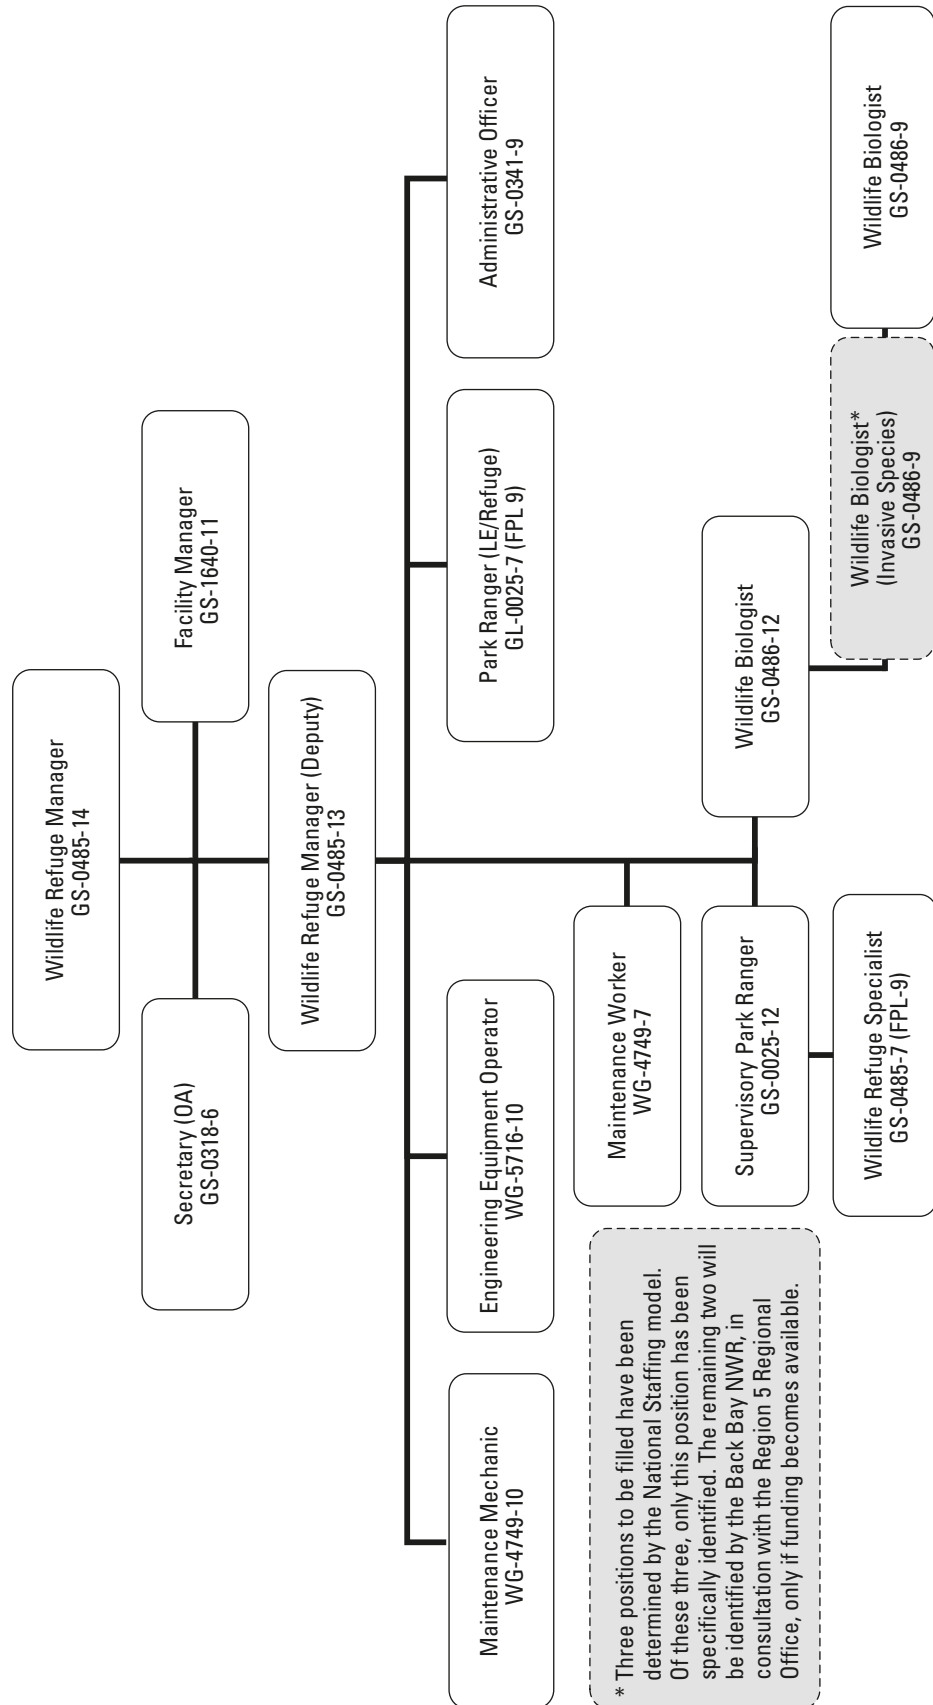 Wildlife Refuge Manager
GS-0485-14
Secretary (OA)
GS-0318-6
Facility Manager
GS-1640-11
Wildlife Refuge Manager (Deputy)
GS-0485-13
Maintenance Mechanic
WG-4749-10
Engineering Equipment Operator
WG-5716-10
Park Ranger (LE/Refuge)
GL-0025-7 (FPL 9)
Administrative Officer
GS-0341-9
Maintenance Worker
WG-4749-7
Supervisory Park Ranger
GS-0025-12
Wildlife Biologist
GS-0486-12
Wildlife Refuge Specialist
GS-0485-7 (FPL-9)
Wildlife Biologist*
(Invasive Species)
GS-0486-9
Wildlife Biologist
GS-0486-9
* Three positions to be filled have been
determined by the National Staffing model.
Of these three, only this position has been
specifically identified. The remaining two will
be identified by the Back Bay NWR, in
consultation with the Region 5 Regional
Office, only if funding becomes available.